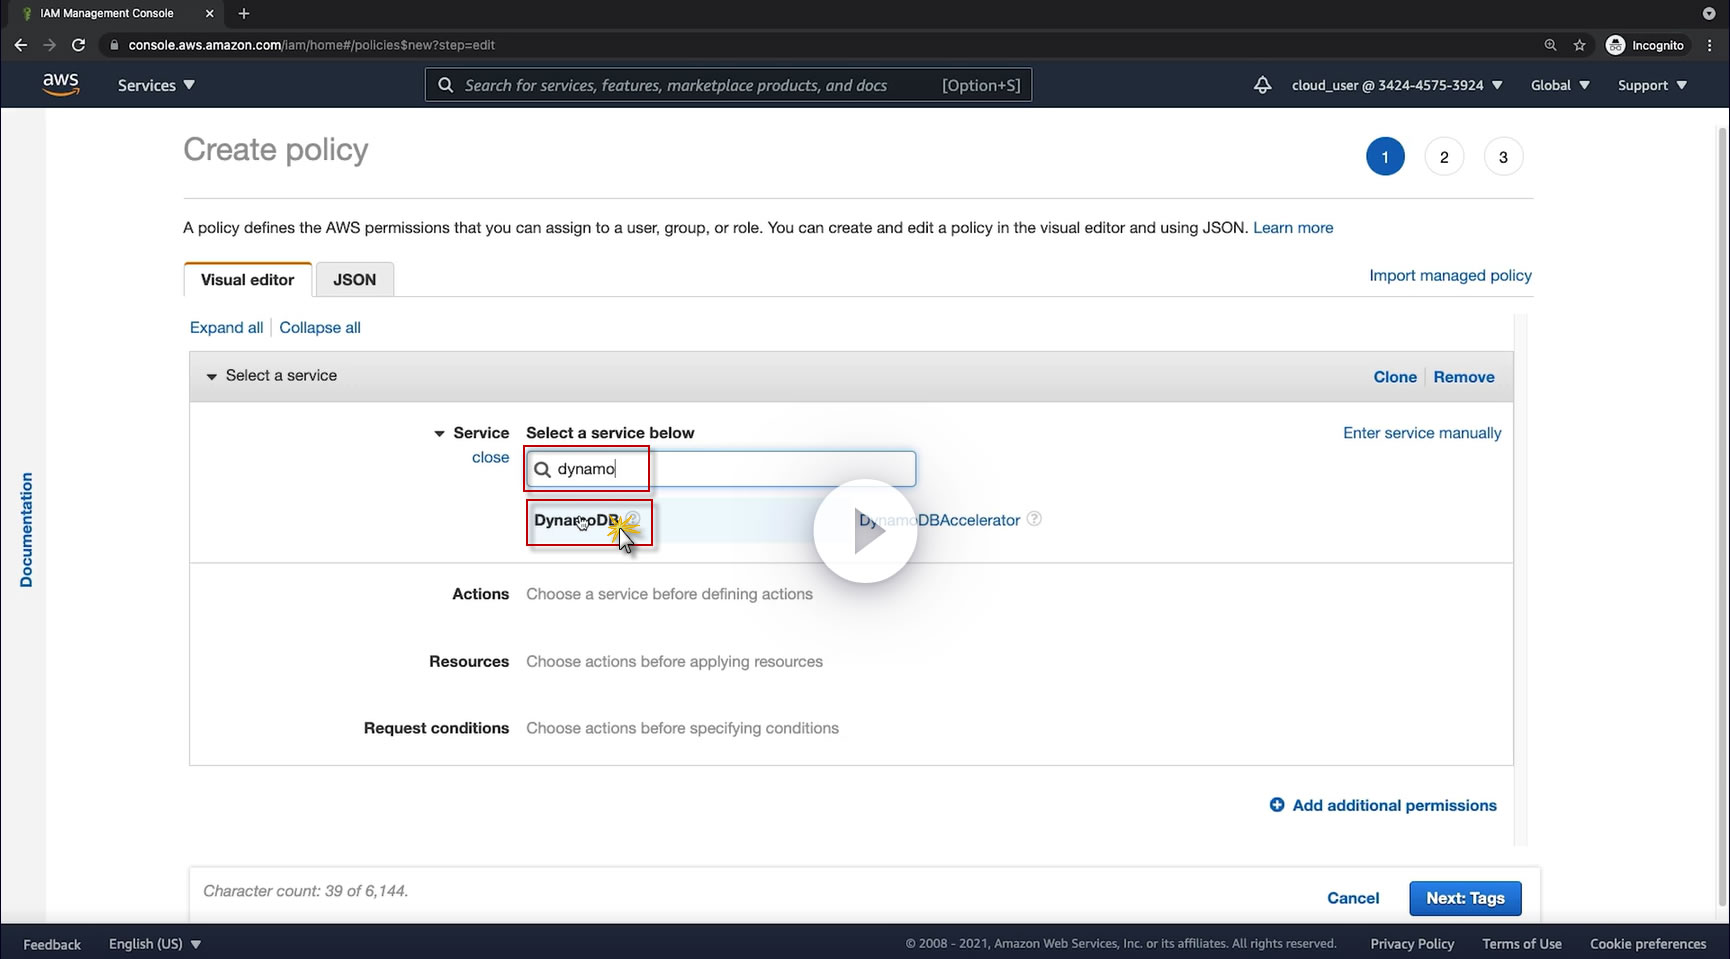 IAM Management Console
console.aws.amazon.com/iam/home#/policies$new?step=edit
Incognito
aws
Services
Search for services, features, marketplace products, and docs
[Option+S]
cloud_user @ 3424-4575-3924
Global
Support
Create policy
1
2
3
A policy defines the AWS permissions that you can assign to a user, group, or role. You can create and edit a policy in the visual editor and using JSON. Learn more
Visual editor
JSON
Import managed policy
Expand all
Collapse all
Select a service
Clone
Remove
Service
Select a service below
Enter service manually
close
dynamo
DynamoDB
DynamoDBAccelerator
Documentation
Actions
Choose a service before defining actions
Resources
Choose actions before applying resources
Request conditions
Choose actions before specifying conditions
Add additional permissions
Character count: 39 of 6,144.
Cancel
Next: Tags
Feedback
English (US)
© 2008 - 2021, Amazon Web Services, Inc. or its affiliates. All rights reserved.
Privacy Policy
Terms of Use
Cookie preferences